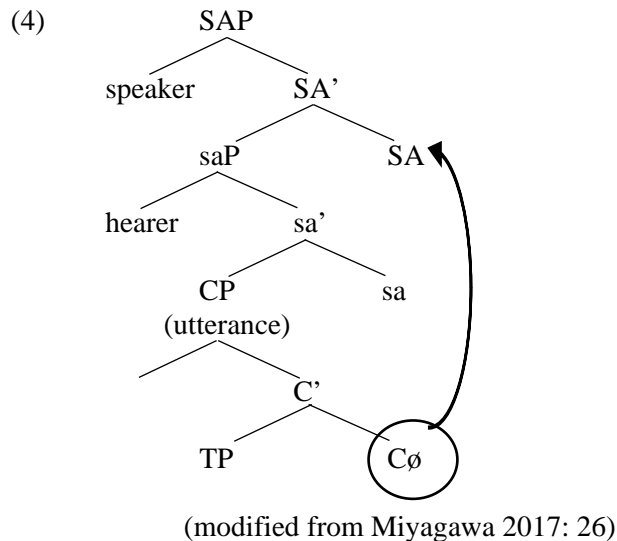 (4) SAP
speaker SA’
saP SA
hearer sa’
CP sa
(utterance)
C’
TP Cø
(modified from Miyagawa 2017: 26)